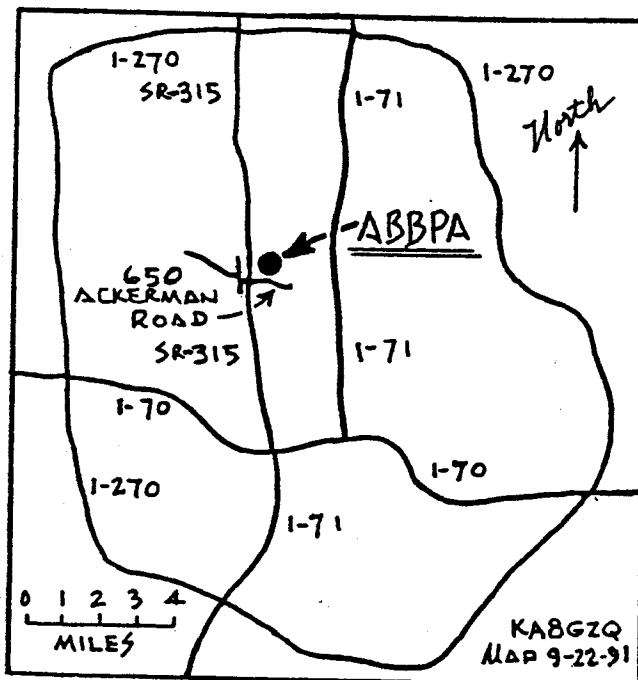 I-270
SR-315
I-71
I-270
North
ABBPA
650
ACKERMAN
ROAD
SR-315
I-71
I-70
I-270
I-70
I-71
0 1 2 3 4
MILES
KA8GZQ
MAP 9-22-91